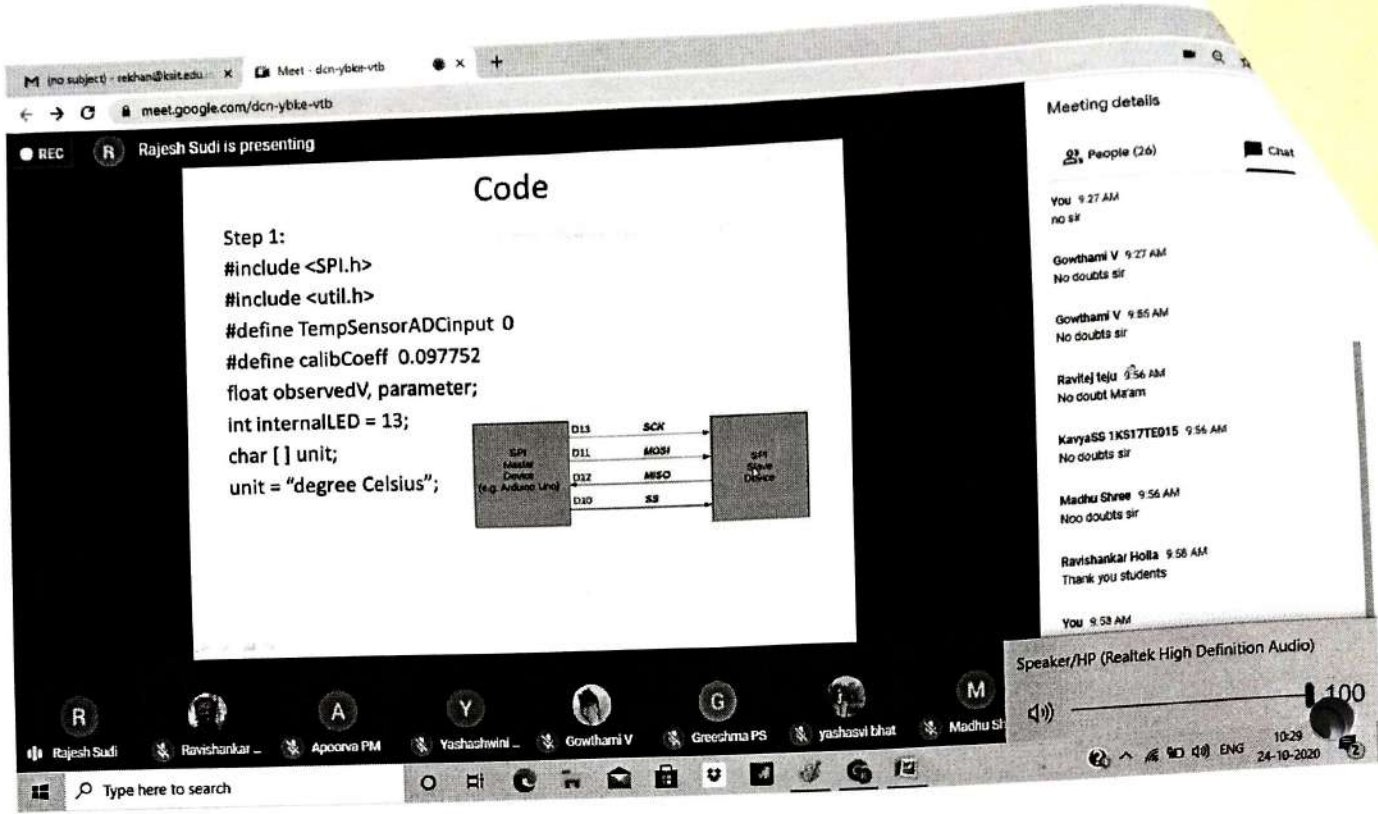 (no subject) - rekhan@ksit.edu
Meet - dcn-ybke-vtb
meet.google.com/dcn-ybke-vtb
REC
R
Rajesh Sudi is presenting
Code
Step 1:
#include <SPI.h>
#include <util.h>
#define TempSensorADCinput 0
#define calibCoeff 0.097752
float observedV, parameter;
int internalLED = 13;
char [ ] unit;
unit = “degree Celsius”;
SPI
Master
Device
(e.g. Arduino Uno)
D13 SCK
D11 MOSI
D12 MISO
D10 SS
SPI
Slave
Device
Meeting details
People (26)
Chat
You 9:27 AM
no sir
Gowthami V 9:27 AM
No doubts sir
Gowthami V 9:55 AM
No doubts sir
Ravitej teju 9:56 AM
No doubt Ma'am
KavyaSS 1KS17TE015 9:56 AM
No doubts sir
Madhu Shree 9:56 AM
Noo doubts sir
Ravishankar Holla 9:58 AM
Thank you students
You 9:58 AM
Speaker/HP (Realtek High Definition Audio)
100
R
Rajesh Sudi
Ravishankar ...
A
Apoorva PM
Y
Yashashwini ...
Gowthami V
G
Greeshma PS
yashasvi bhat
M
Madhu Sh
Type here to search
ENG
10:29
24-10-2020
2